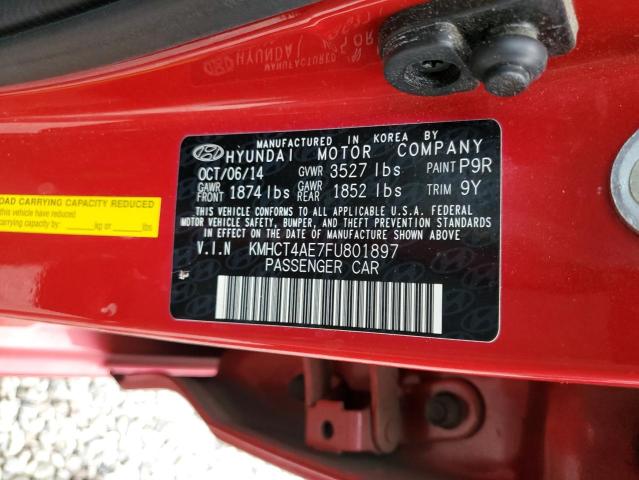 MANUFACTURED IN KOREA BY
HYUNDAI MOTOR COMPANY
OCT/06/14 GVWR 3527 lbs PAINT P9R
GAWR FRONT 1874 lbs GAWR REAR 1852 lbs TRIM 9Y
THIS VEHICLE CONFORMS TO ALL APPLICABLE U.S.A. FEDERAL
MOTOR VEHICLE SAFETY, BUMPER, AND THEFT PREVENTION STANDARDS
IN EFFECT ON THE DATE OF MANUFACTURE SHOWN ABOVE.
V.I.N KMHCT4AE7FU801897
PASSENGER CAR
OAD CARRYING CAPACITY REDUCED
this vehicle have reduced
ing capacity by kg or lbs
HYUNDAI
MANUFACTURED